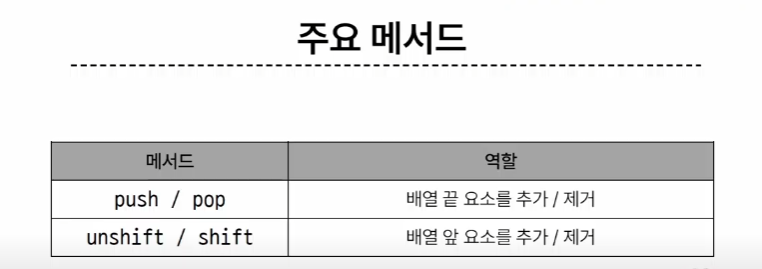 주요 메서드
메서드 역할
push / pop 배열 끝 요소를 추가 / 제거
unshift / shift 배열 앞 요소를 추가 / 제거